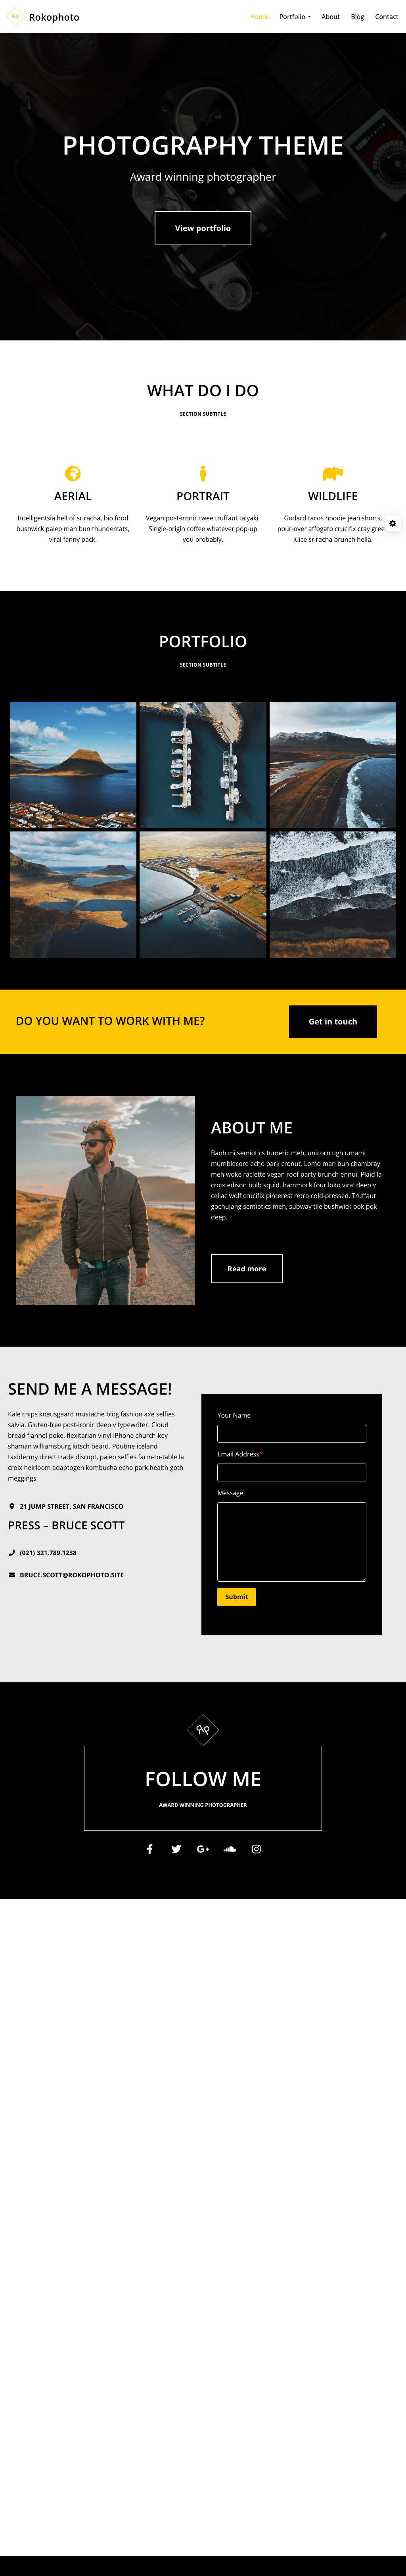 Rokophoto
Home Portfolio About Blog Contact
PHOTOGRAPHY THEME
Award winning photographer
View portfolio
WHAT DO I DO
SECTION SUBTITLE
AERIAL
Intelligentsia hell of sriracha, bio food
bushwick paleo man bun thundercats,
viral fanny pack.
PORTRAIT
Vegan post-ironic twee truffaut taiyaki.
Single-origin coffee whatever pop-up
you probably.
WILDLIFE
Godard tacos hoodie jean shorts,
pour-over affogato crucifix cray gree
juice sriracha brunch hella.
PORTFOLIO
SECTION SUBTITLE
DO YOU WANT TO WORK WITH ME?
Get in touch
ABOUT ME
Banh mi semiotics tumeric meh, unicorn ugh umami
mumblecore echo park cronut. Lomo man bun chambray
meh woke raclette vegan roof party brunch ennui. Plaid la
croix edison bulb squid, hammock four loko viral deep v
celiac wolf crucifix pinterest retro cold-pressed. Truffaut
gochujang semiotics meh, subway tile bushwick pok pok
deep.
Read more
SEND ME A MESSAGE!
Kale chips knausgaard mustache blog fashion axe selfies
salvia. Gluten-free post-ironic deep v typewriter. Cloud
bread flannel poke, flexitarian vinyl iPhone church-key
shaman williamsburg kitsch beard. Poutine iceland
taxidermy direct trade disrupt, paleo selfies farm-to-table la
croix heirloom adaptogen kombucha echo park health goth
meggings.
21 JUMP STREET, SAN FRANCISCO
PRESS – BRUCE SCOTT
(021) 321.789.1238
BRUCE.SCOTT@ROKOPHOTO.SITE
Your Name
Email Address*
Message
Submit
FOLLOW ME
AWARD WINNING PHOTOGRAPHER